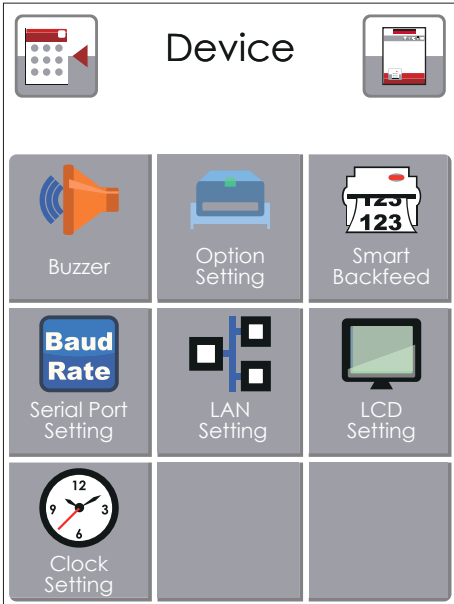 Device
Buzzer
Option
Setting
123
123
Smart
Backfeed
Baud
Rate
Serial Port
Setting
LAN
Setting
LCD
Setting
12
9
3
6
Clock
Setting